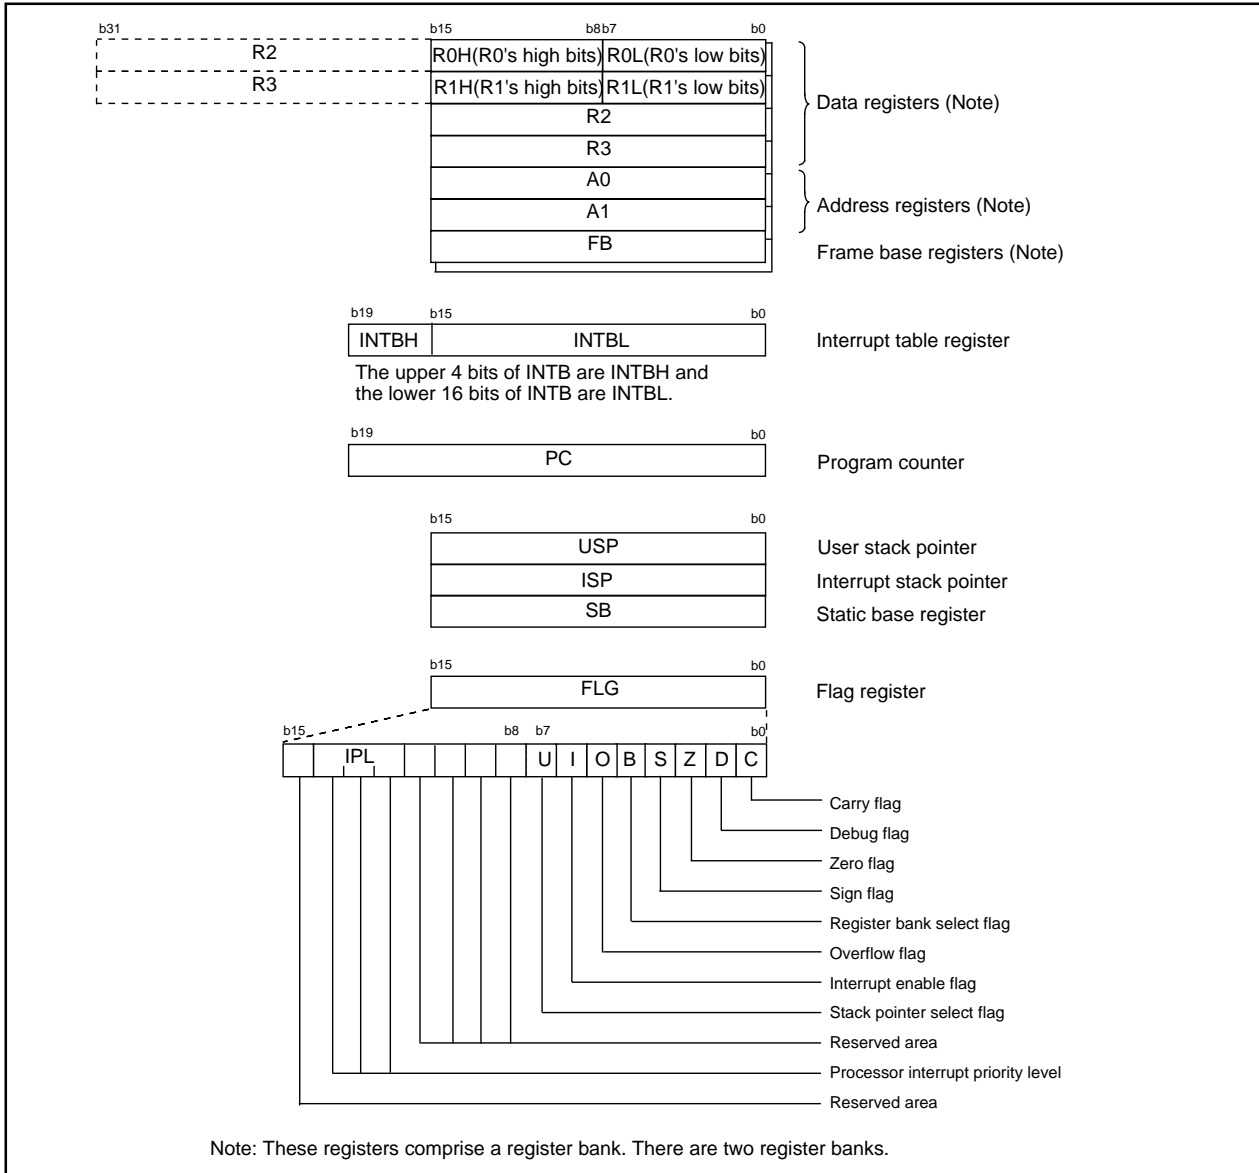 b31 b15 b8b7 b0
R2 R0H(R0's high bits) R0L(R0's low bits)
R3 R1H(R1's high bits) R1L(R1's low bits)
Data registers (Note)
R2
R3
A0
A1
Address registers (Note)
FB
Frame base registers (Note)
b19 b15 b0
INTBH INTBL Interrupt table register
The upper 4 bits of INTB are INTBH and
the lower 16 bits of INTB are INTBL.
b19 b0
PC Program counter
b15 b0
USP User stack pointer
ISP Interrupt stack pointer
SB Static base register
b15 b0
FLG Flag register
b15 b8 b7 b0
IPL U I O B S Z D C
Carry flag
Debug flag
Zero flag
Sign flag
Register bank select flag
Overflow flag
Interrupt enable flag
Stack pointer select flag
Reserved area
Processor interrupt priority level
Reserved area
Note: These registers comprise a register bank. There are two register banks.